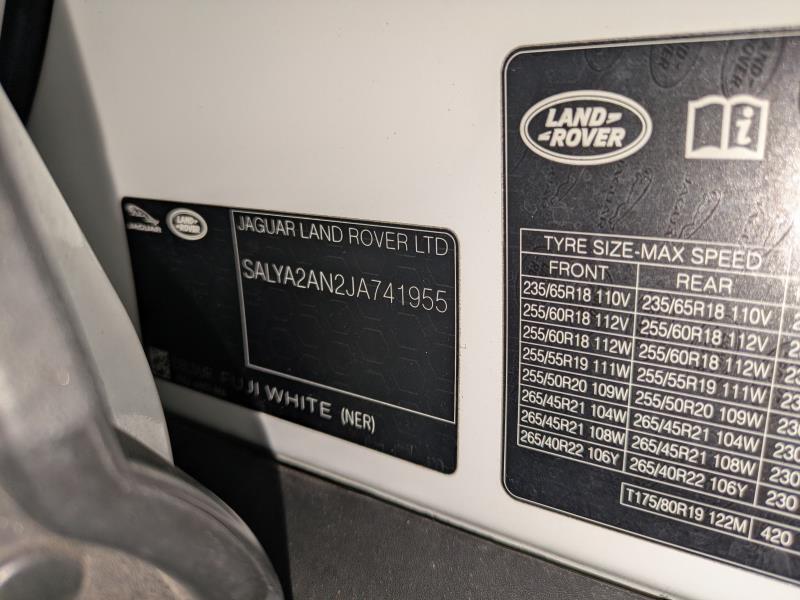 JAGUAR
LAND ROVER
JAGUAR LAND ROVER LTD
SALYA2AN2JA741955
FUJI WHITE (NER)
LAND ROVER
TYRE SIZE-MAX SPEED
FRONT REAR
235/65R18 110V 235/65R18 110V
255/60R18 112V 255/60R18 112V
255/60R18 112W 255/60R18 112W
255/55R19 111W 255/55R19 111W
255/50R20 109W 255/50R20 109W
265/45R21 104W 265/45R21 104W
265/45R21 108W 265/45R21 108W 230
265/40R22 106Y 265/40R22 106Y 230
T175/80R19 122M 420